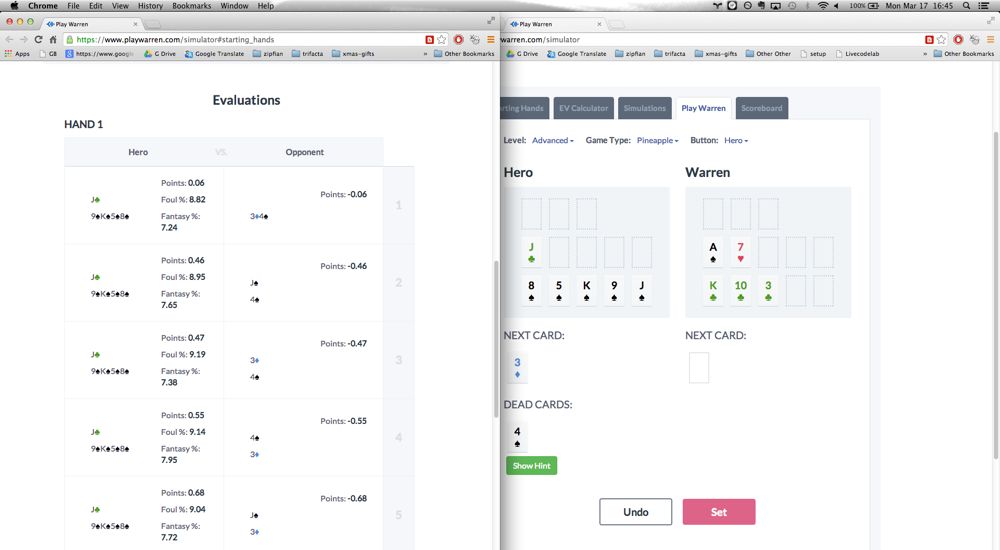 Chrome File Edit View History Bookmarks Window Help 100% Mon Mar 17 16:45
Play Warren
https://www.playwarren.com/simulator#starting_hands
Apps GB https://www.google G Drive Google Translate zipfian trifacta xmas-gifts » Other Bookmarks
Evaluations
HAND 1
Hero VS. Opponent
J♣
9♠K♠5♠8♠
Points: 0.06
Foul %: 8.82
Fantasy %:
7.24
Points: -0.06
3♦4♠
1
J♣
9♠K♠5♠8♠
Points: 0.46
Foul %: 8.95
Fantasy %:
7.65
Points: -0.46
J♠
4♠
2
J♣
9♠K♠5♠8♠
Points: 0.47
Foul %: 9.19
Fantasy %:
7.38
Points: -0.47
3♦
4♠
3
J♣
9♠K♠5♠8♠
Points: 0.55
Foul %: 9.14
Fantasy %:
7.95
Points: -0.55
4♠
3♦
4
J♣
9♠K♠5♠8♠
Points: 0.68
Foul %: 9.04
Fantasy %:
7.72
Points: -0.68
J♠
3♦
5
Play Warren
warren.com/simulator
G Drive Google Translate zipfian trifacta xmas-gifts Other Other setup Livecodelab » Other Bookmarks
rting Hands EV Calculator Simulations Play Warren Scoreboard
Level: Advanced Game Type: Pineapple Button: Hero
Hero
J♣
8♠ 5♠ K♠ 9♠ J♠
NEXT CARD:
3♦
DEAD CARDS:
4♠
Show Hint
Warren
A♠ 7♥
K♣ 10♣ 3♣
NEXT CARD:
Undo Set